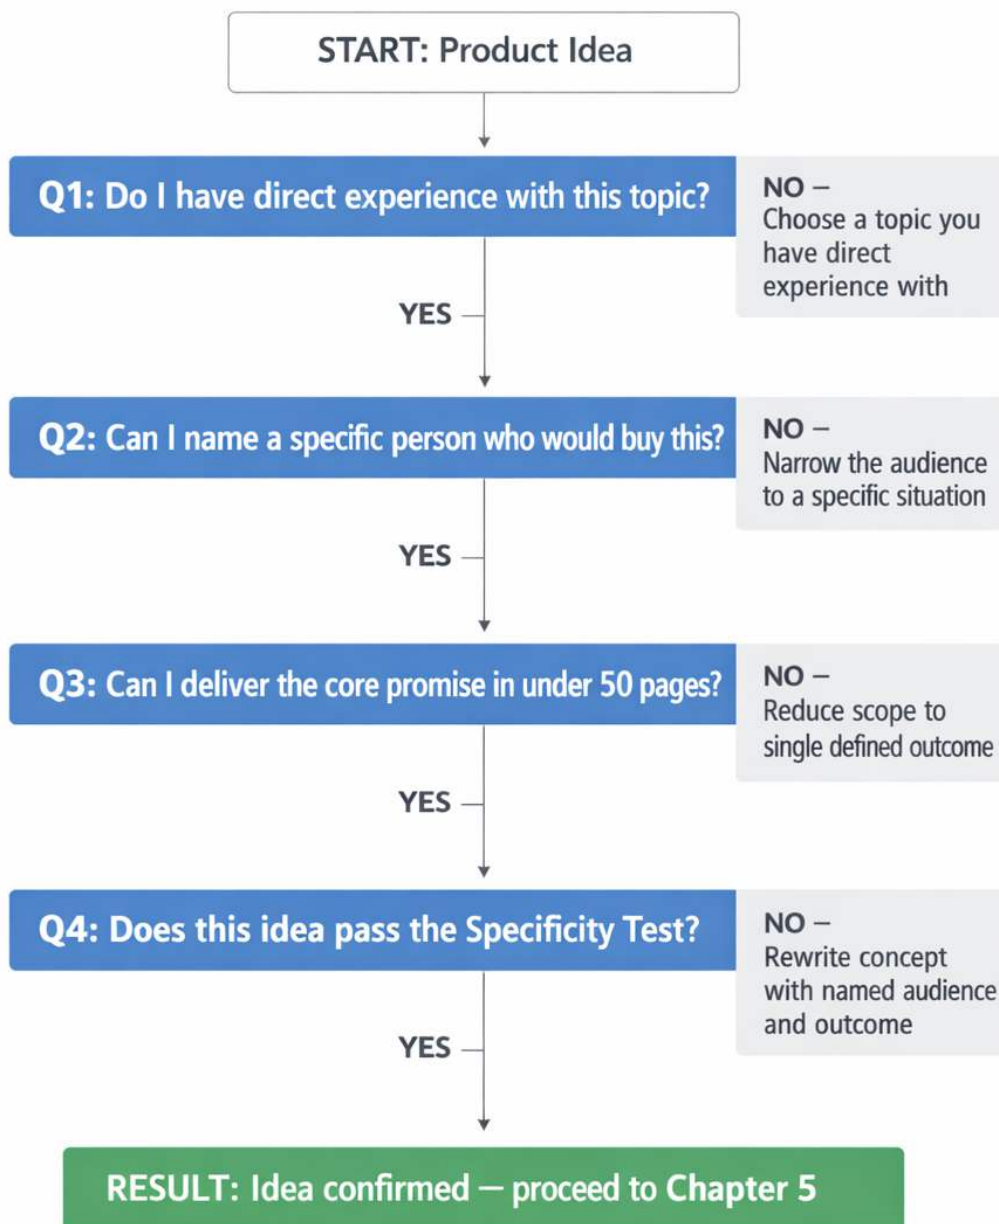 START: Product Idea
Q1: Do I have direct experience with this topic?
NO –
Choose a topic you
have direct
experience with
YES
Q2: Can I name a specific person who would buy this?
NO –
Narrow the audience
to a specific situation
YES
Q3: Can I deliver the core promise in under 50 pages?
NO –
Reduce scope to
single defined outcome
YES
Q4: Does this idea pass the Specificity Test?
NO –
Rewrite concept
with named audience
and outcome
YES
RESULT: Idea confirmed — proceed to Chapter 5